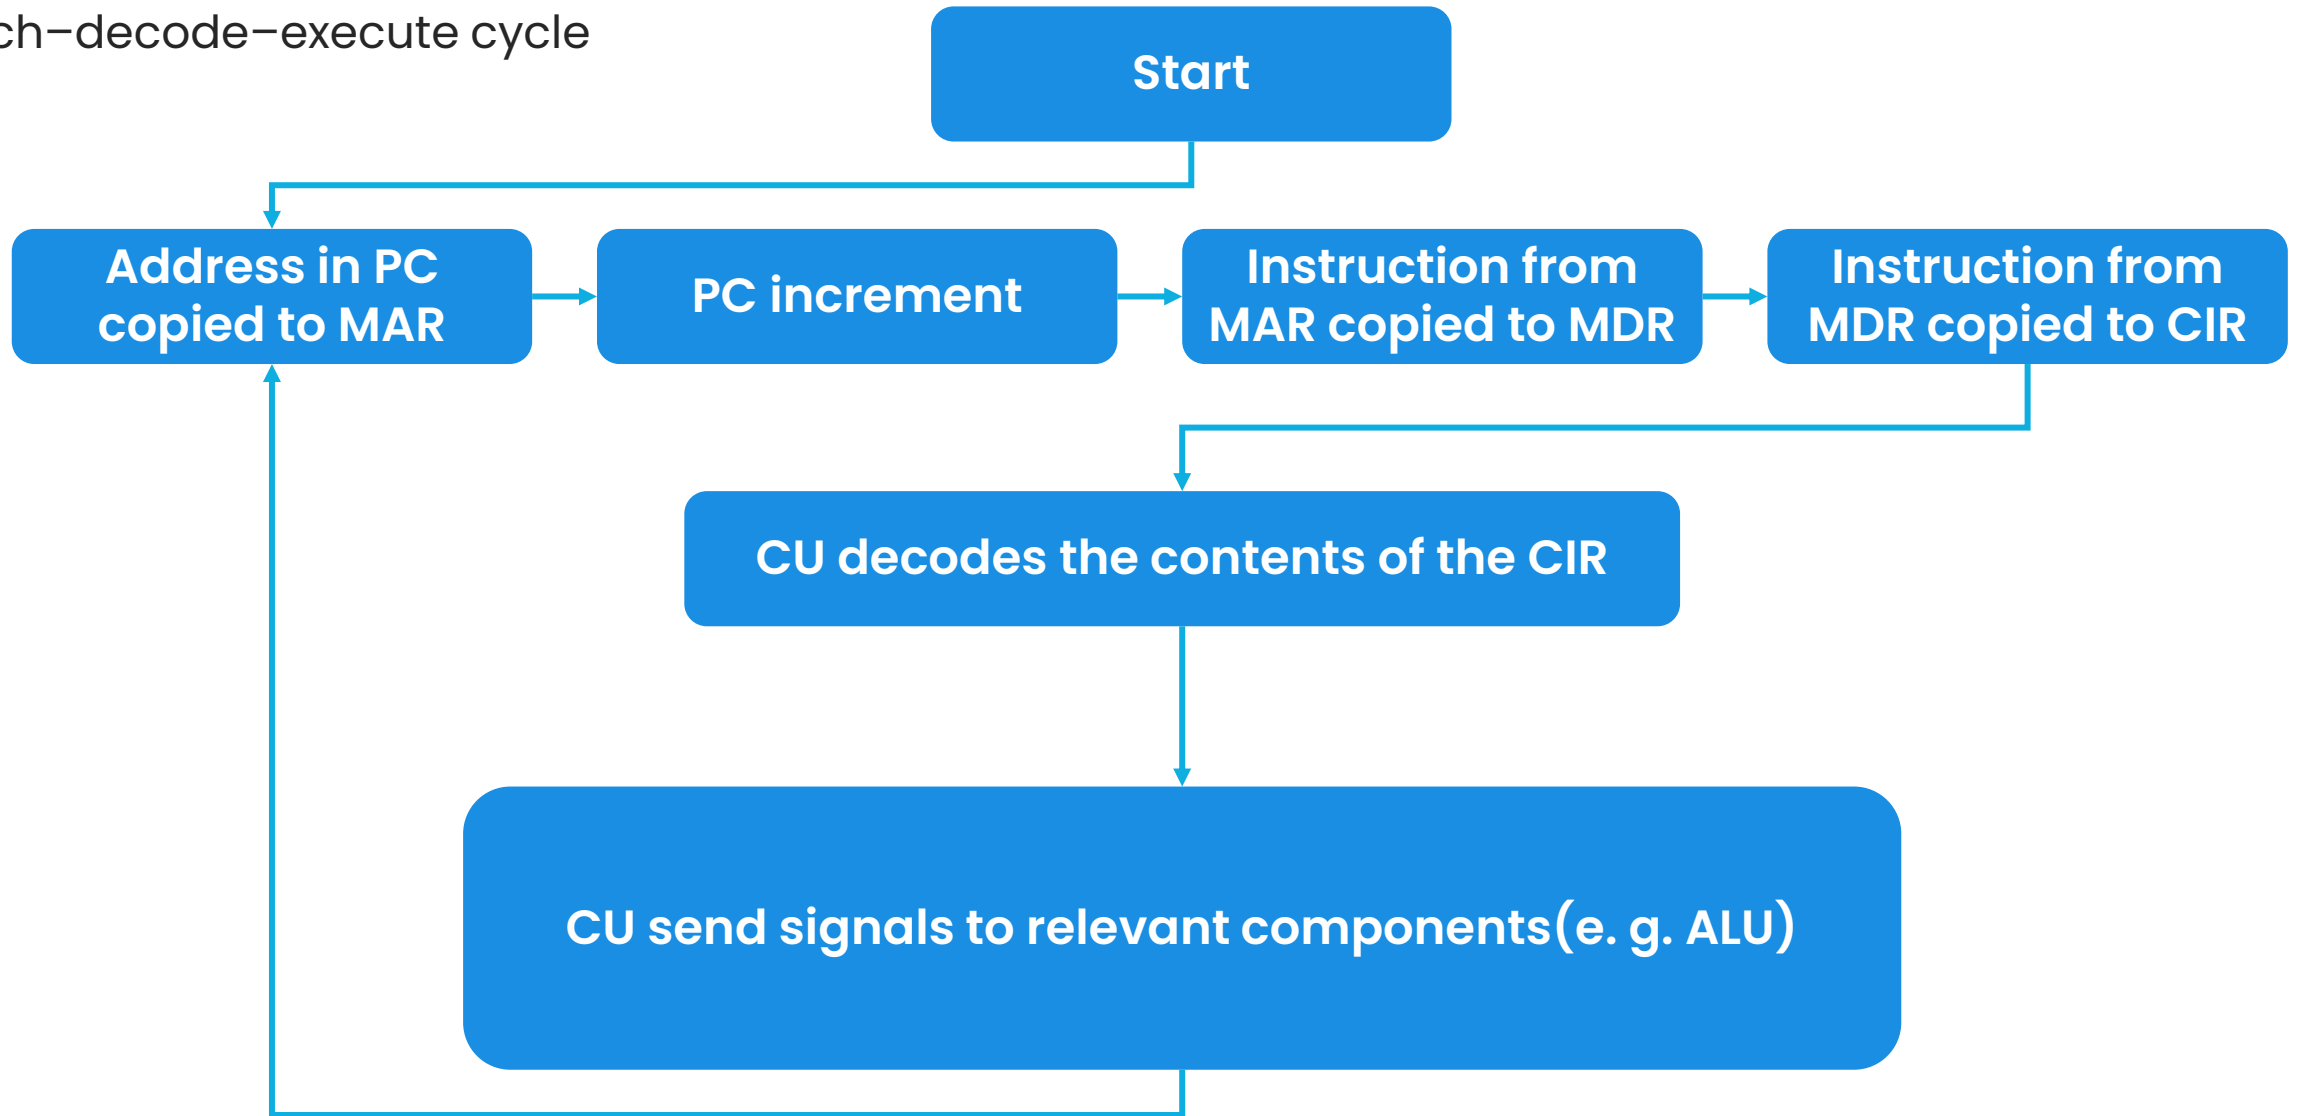 ch–decode–execute cycle
Start
Address in PC
copied to MAR
PC increment
Instruction from
MAR copied to MDR
Instruction from
MDR copied to CIR
CU decodes the contents of the CIR
CU send signals to relevant components(e. g. ALU)